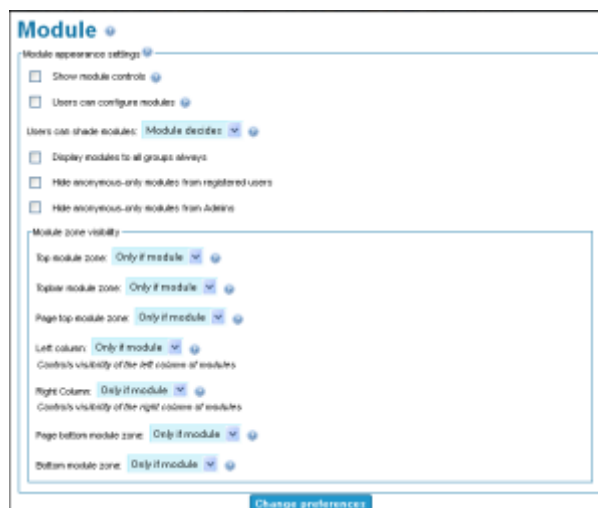 Module
Module appearance settings
Show module controls
Users can configure modules
Users can shade modules: Module decides
Display modules to all groups always
Hide anonymous-only modules from registered users
Hide anonymous-only modules from Admins
Module zone visibility
Top module zone: Only if module
Topbar module zone: Only if module
Page top module zone: Only if module
Left column: Only if module
Controls visibility of the left column of modules
Right Column: Only if module
Controls visibility of the right column of modules
Page bottom module zone: Only if module
Bottom module zone: Only if module
Change preferences